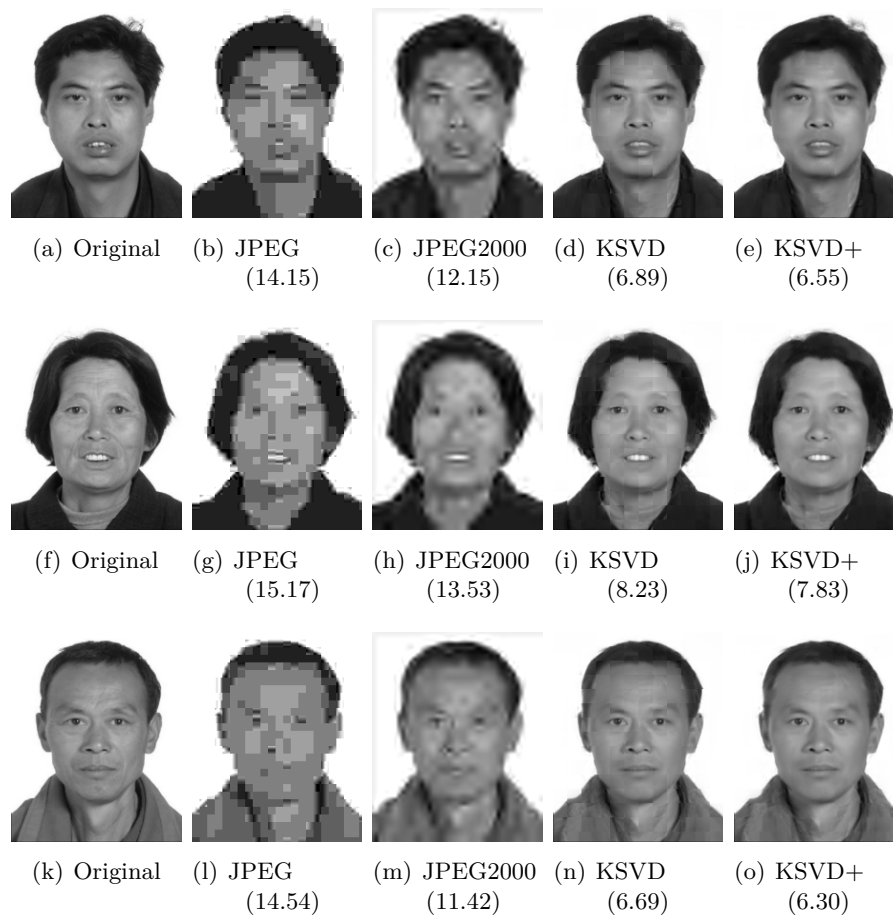 (a) Original (b) JPEG (c) JPEG2000 (d) KSVD (e) KSVD+
(14.15) (12.15) (6.89) (6.55)
(f) Original (g) JPEG (h) JPEG2000 (i) KSVD (j) KSVD+
(15.17) (13.53) (8.23) (7.83)
(k) Original (l) JPEG (m) JPEG2000 (n) KSVD (o) KSVD+
(14.54) (11.42) (6.69) (6.30)